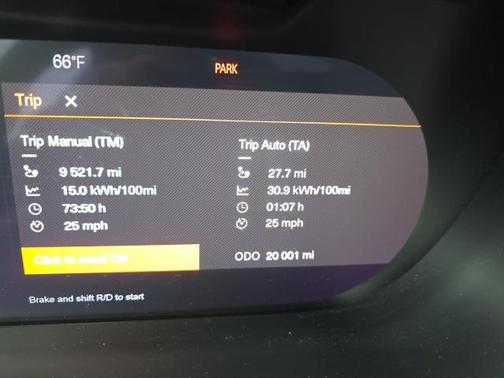 66°F
PARK
Trip
Trip Manual (TM)
9 521.7 mi
15.0 kWh/100mi
73:50 h
25 mph
Click to reset TM
Trip Auto (TA)
27.7 mi
30.9 kWh/100mi
01:07 h
25 mph
ODO 20 001 mi
Brake and shift R/D to start